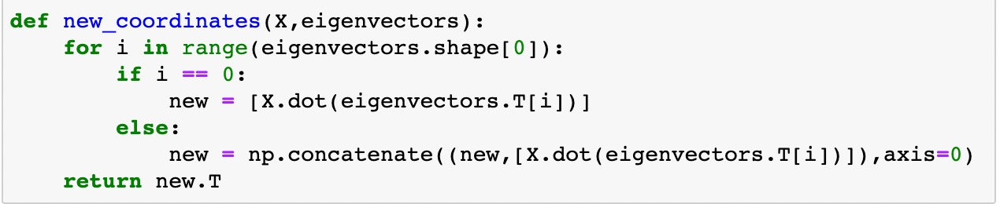 def new_coordinates(X,eigenvectors):
    for i in range(eigenvectors.shape[0]):
        if i == 0:
            new = [X.dot(eigenvectors.T[i])]
        else:
            new = np.concatenate((new,[X.dot(eigenvectors.T[i])]),axis=0)
    return new.T